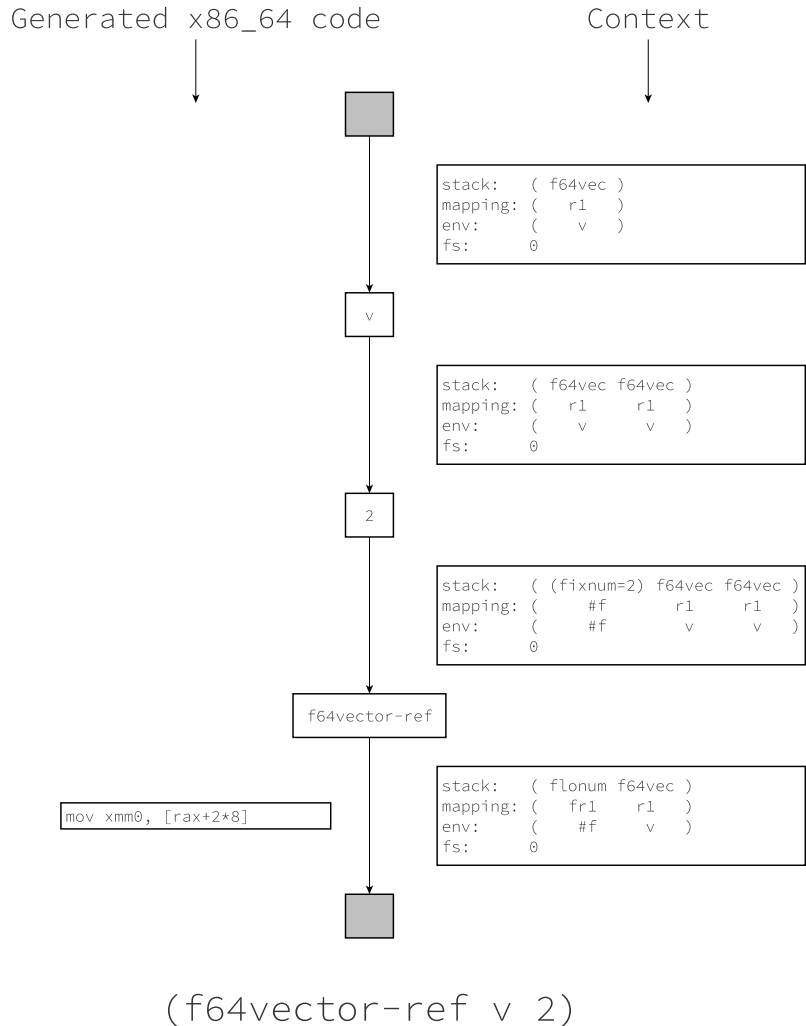 Generated x86_64 code
Context
stack:   ( f64vec )
mapping: (   r1   )
env:     (    v   )
fs:      0
v
stack:   ( f64vec f64vec )
mapping: (   r1     r1   )
env:     (    v      v   )
fs:      0
2
stack:   ( (fixnum=2) f64vec f64vec )
mapping: (     #f       r1     r1   )
env:     (     #f        v      v   )
fs:      0
f64vector-ref
stack:   ( flonum f64vec )
mapping: (   fr1    r1   )
env:     (    #f     v   )
fs:      0
mov xmm0, [rax+2*8]
(f64vector-ref v 2)